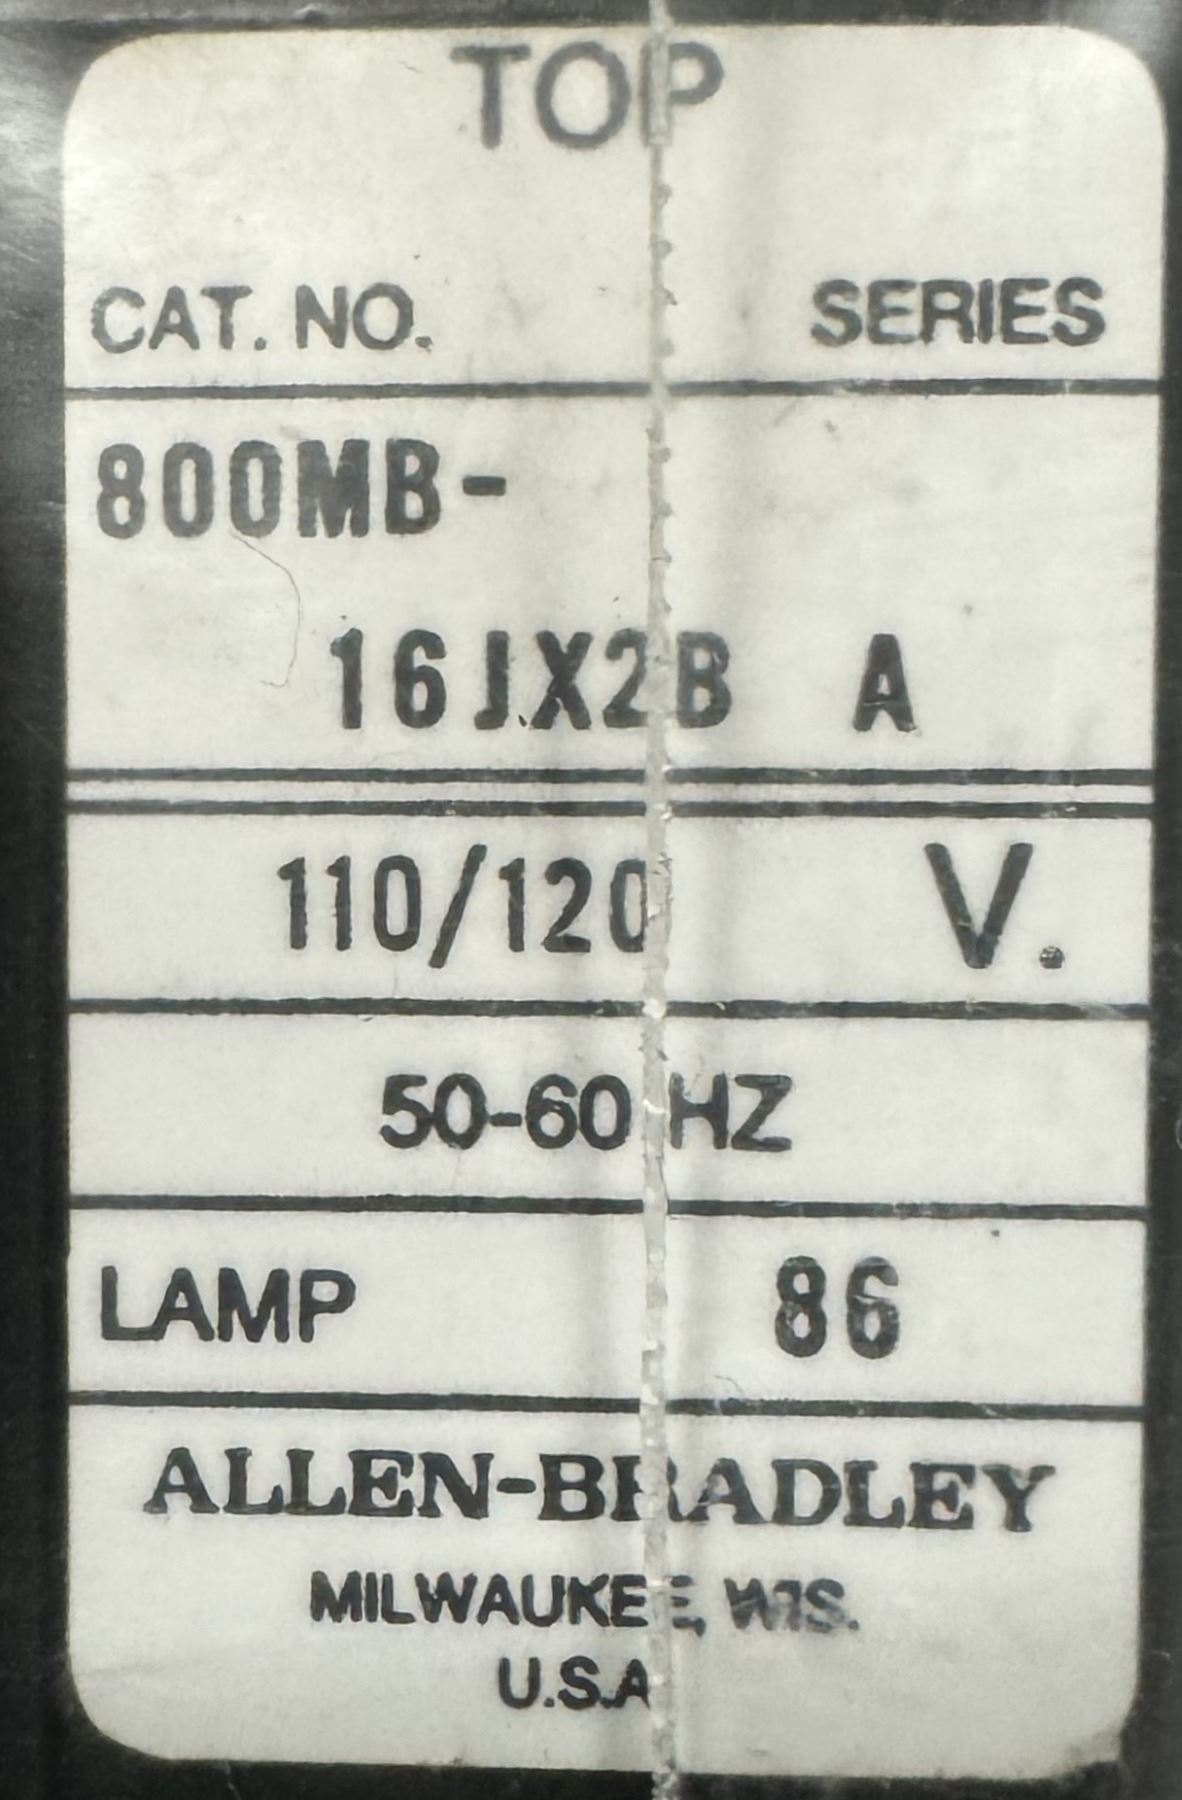 TOP
CAT. NO. SERIES
800MB-
16JX2B A
110/120 V.
50-60 HZ
LAMP 86
ALLEN-BRADLEY
MILWAUKEE, WIS.
U.S.A